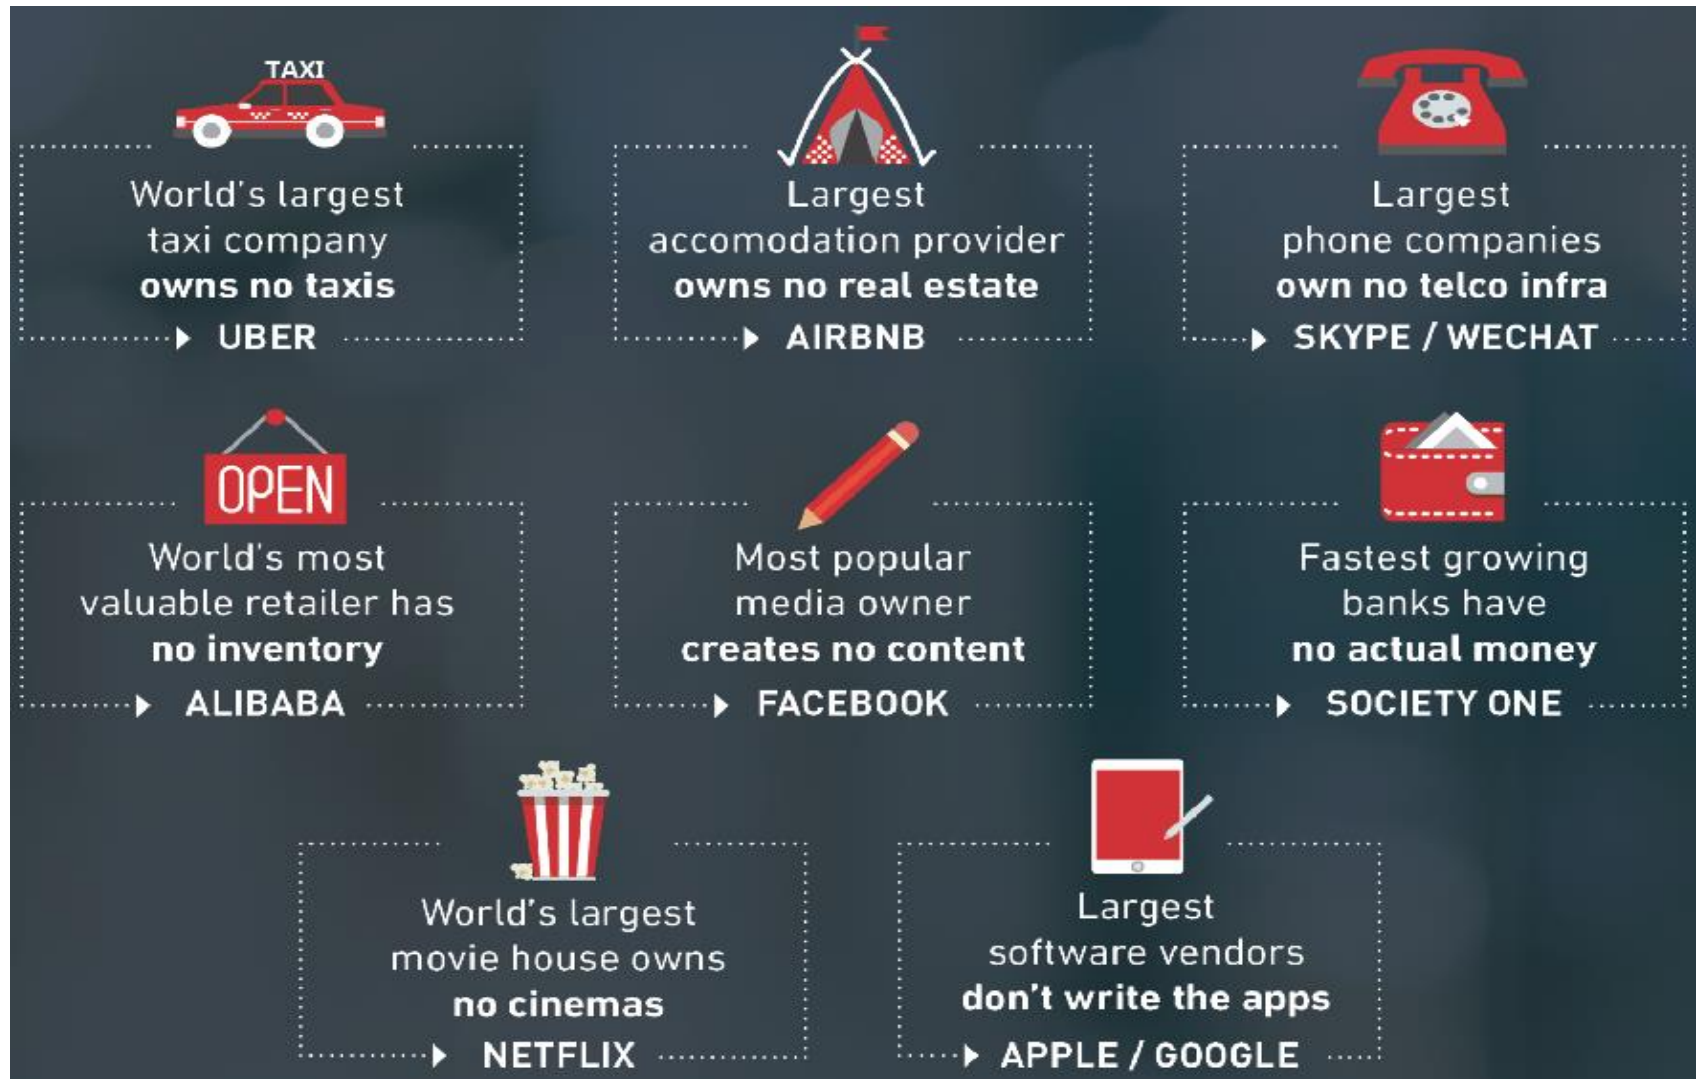 TAXI
World's largest
taxi company
owns no taxis
UBER
Largest
accomodation provider
owns no real estate
AIRBNB
Largest
phone companies
own no telco infra
SKYPE / WECHAT
OPEN
World's most
valuable retailer has
no inventory
ALIBABA
Most popular
media owner
creates no content
FACEBOOK
Fastest growing
banks have
no actual money
SOCIETY ONE
World's largest
movie house owns
no cinemas
NETFLIX
Largest
software vendors
don't write the apps
APPLE / GOOGLE